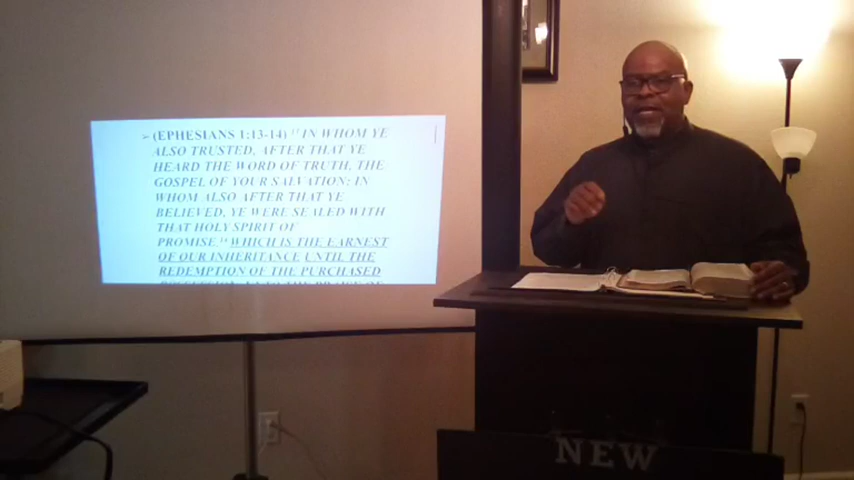 ➢ (EPHESIANS 1:13-14) 13 IN WHOM YE
ALSO TRUSTED, AFTER THAT YE
HEARD THE WORD OF TRUTH, THE
GOSPEL OF YOUR SALVATION: IN
WHOM ALSO AFTER THAT YE
BELIEVED, YE WERE SEALED WITH
THAT HOLY SPIRIT OF
PROMISE, 14 WHICH IS THE EARNEST
OF OUR INHERITANCE UNTIL THE
REDEMPTION OF THE PURCHASED
NEW